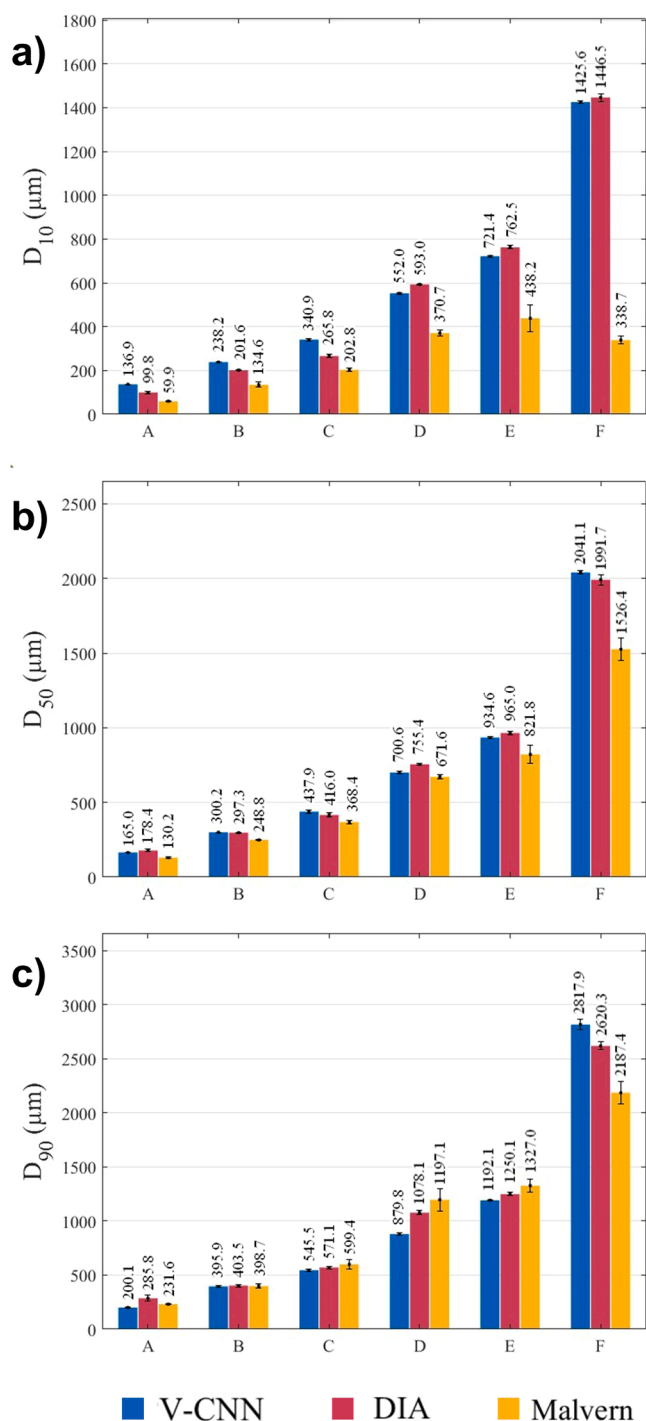 a)
D10 (μm)
1800
1600
1400
1200
1000
800
600
400
200
0
136.9 99.8 59.9
238.2 201.6 134.6
340.9 265.8 202.8
552.0 593.0 370.7
721.4 762.5 438.2
1425.6 1446.5 338.7
A B C D E F
b)
D50 (μm)
2500
2000
1500
1000
500
0
165.0 178.4 130.2
300.2 297.3 248.8
437.9 416.0 368.4
700.6 755.4 671.6
934.6 965.0 821.8
2041.1 1991.7 1526.4
A B C D E F
c)
D90 (μm)
3500
3000
2500
2000
1500
1000
500
0
200.1 285.8 231.6
395.9 403.5 398.7
545.5 571.1 599.4
879.8 1078.1 1197.1
1192.1 1250.1 1327.0
2817.9 2620.3 2187.4
A B C D E F
V-CNN DIA Malvern